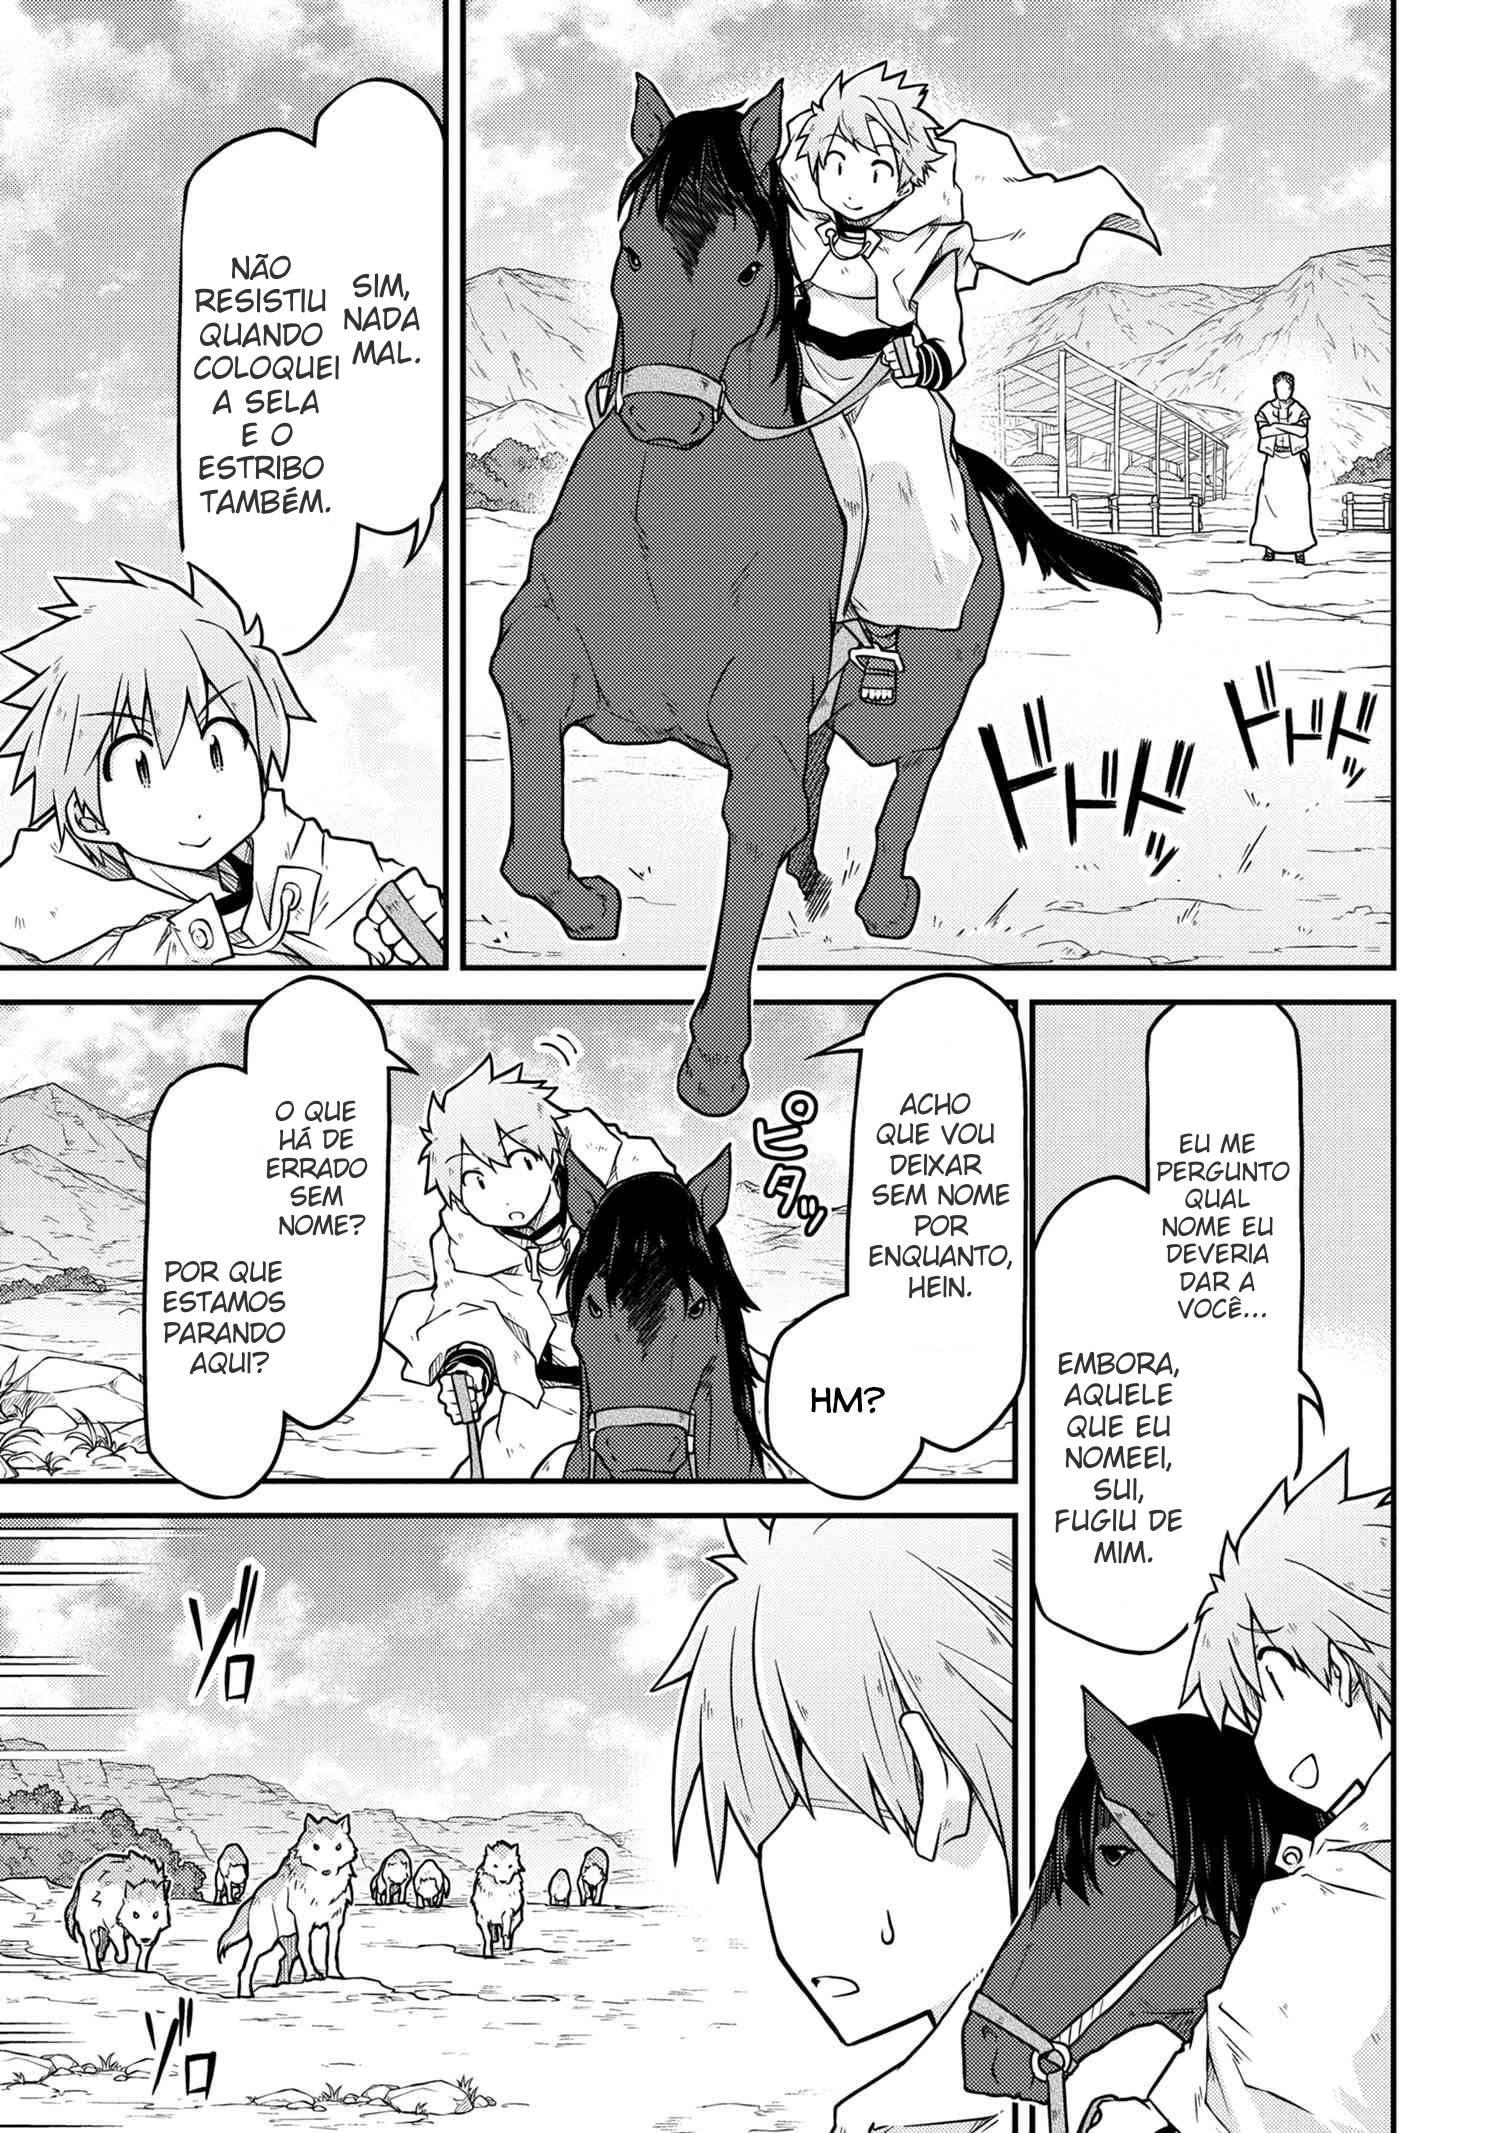 ドドド
ドドド
SIM,
NADA
MAL.
NÃO
RESISTIU
QUANDO
COLOQUEI
A SELA
E O
ESTRIBO
TAMBÉM.
EU ME
PERGUNTO
QUAL
NOME EU
DEVERIA
DAR A
VOCÊ...
EMBORA,
AQUELE
QUE EU
NOMEEI,
SUI,
FUGIU DE
MIM.
ACHO
QUE VOU
DEIXAR
SEM NOME
POR
ENQUANTO,
HEIN.
HM?
ピタッ
O QUE
HÁ DE
ERRADO
SEM
NOME?
POR QUE
ESTAMOS
PARANDO
AQUI?
ゾロ
ゾロ